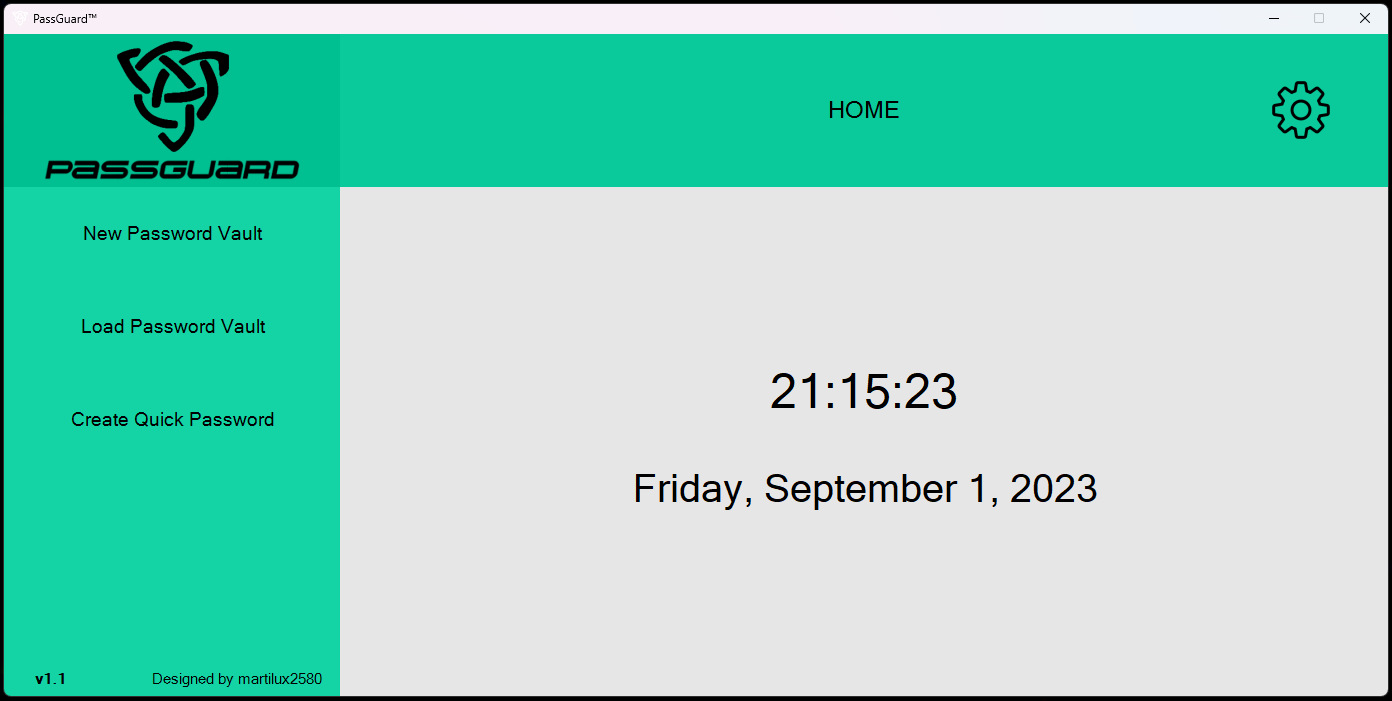 PassGuard™
PASSGUARD
HOME
New Password Vault
Load Password Vault
Create Quick Password
21:15:23
Friday, September 1, 2023
v1.1
Designed by martilux2580